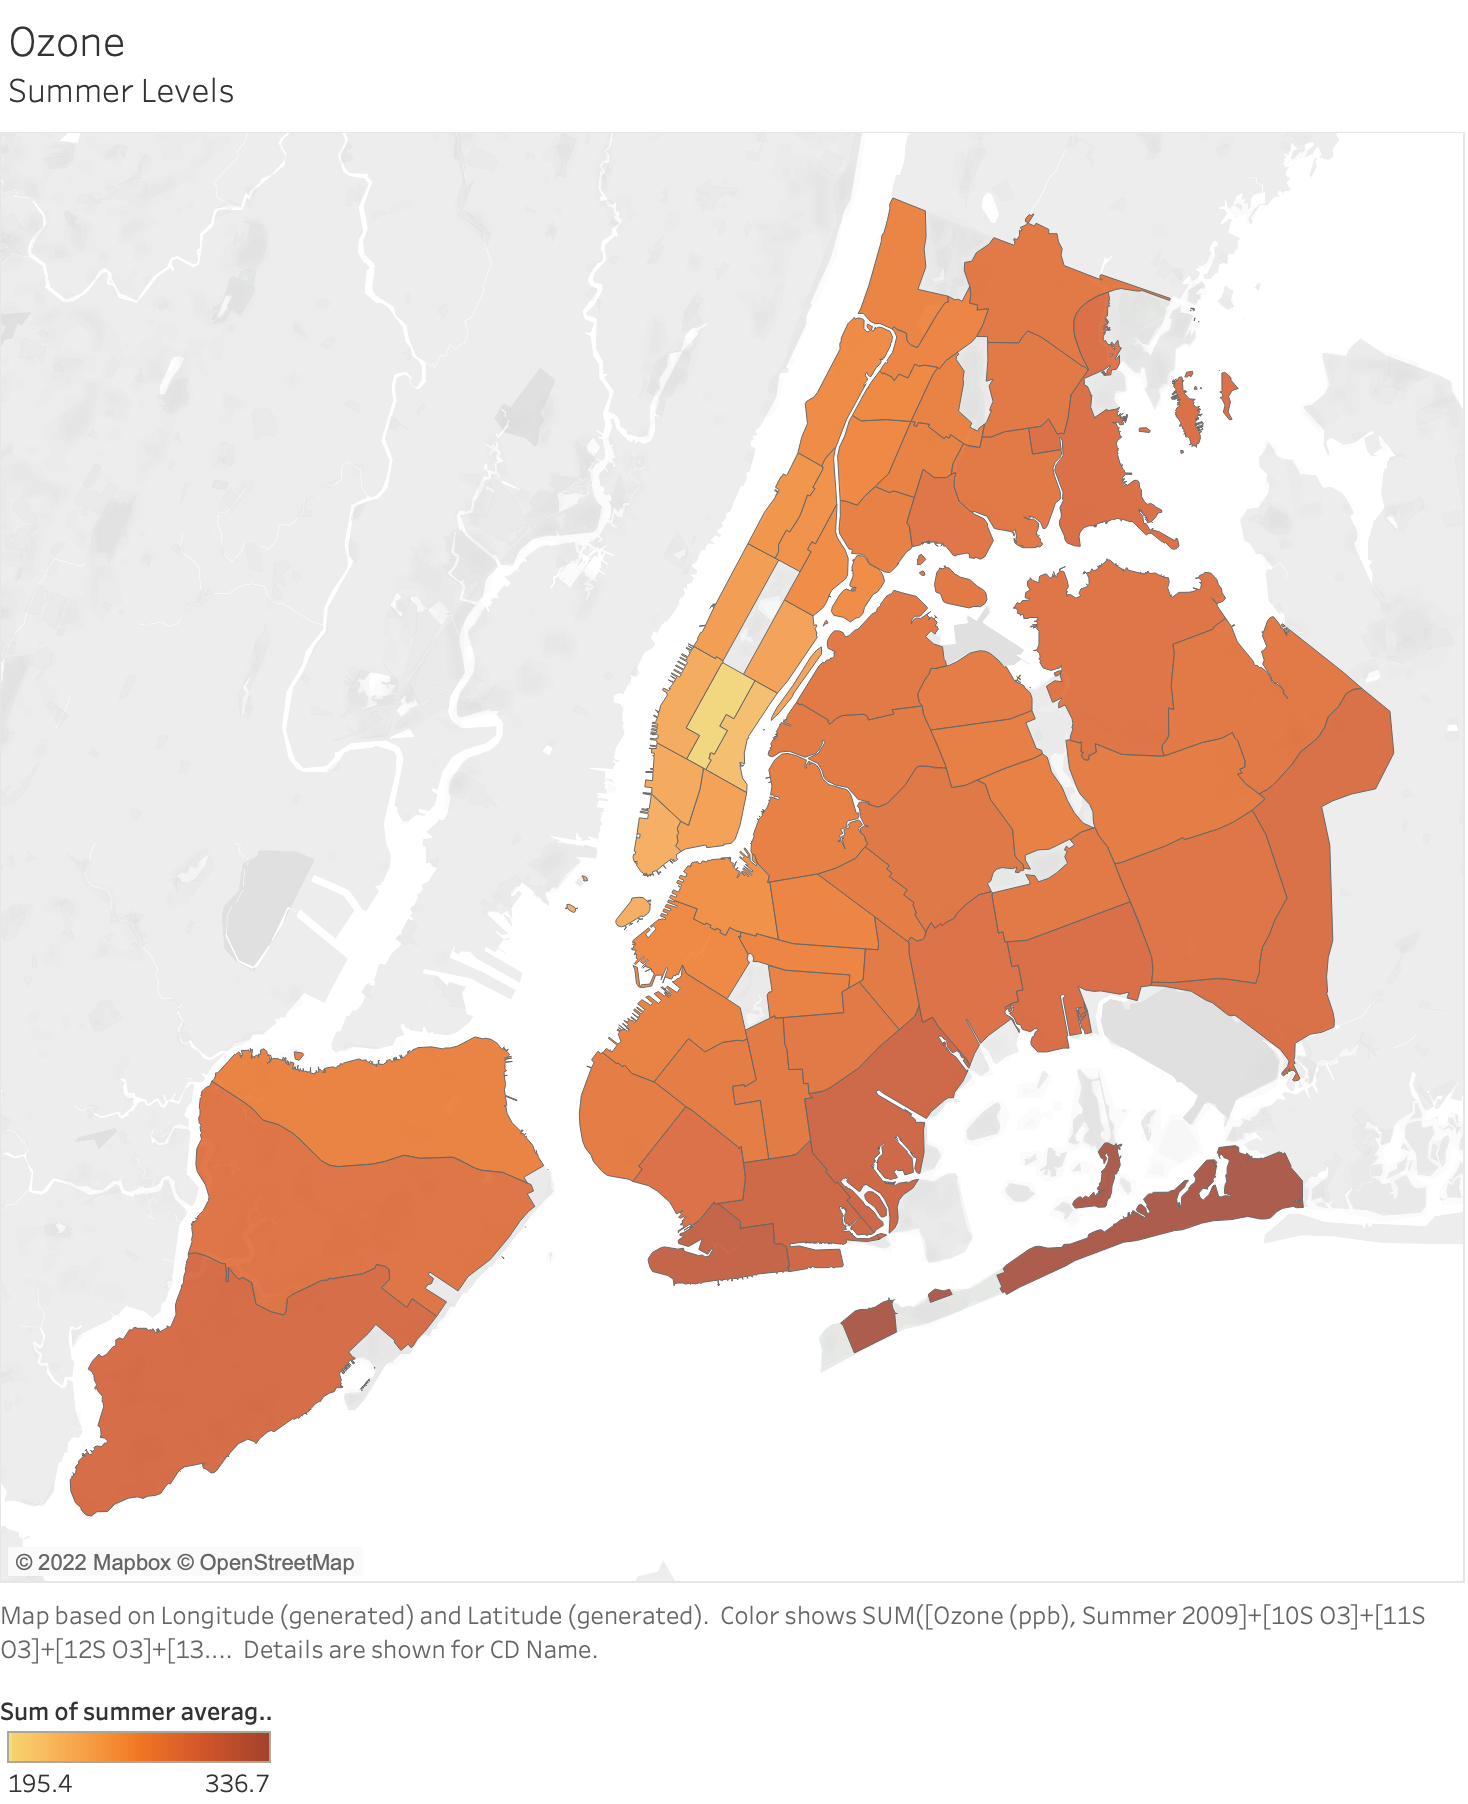 Ozone
Summer Levels
© 2022 Mapbox © OpenStreetMap
Map based on Longitude (generated) and Latitude (generated).  Color shows SUM([Ozone (ppb), Summer 2009]+[10S O3]+[11S
O3]+[12S O3]+[13....  Details are shown for CD Name.
Sum of summer averag..
195.4 336.7